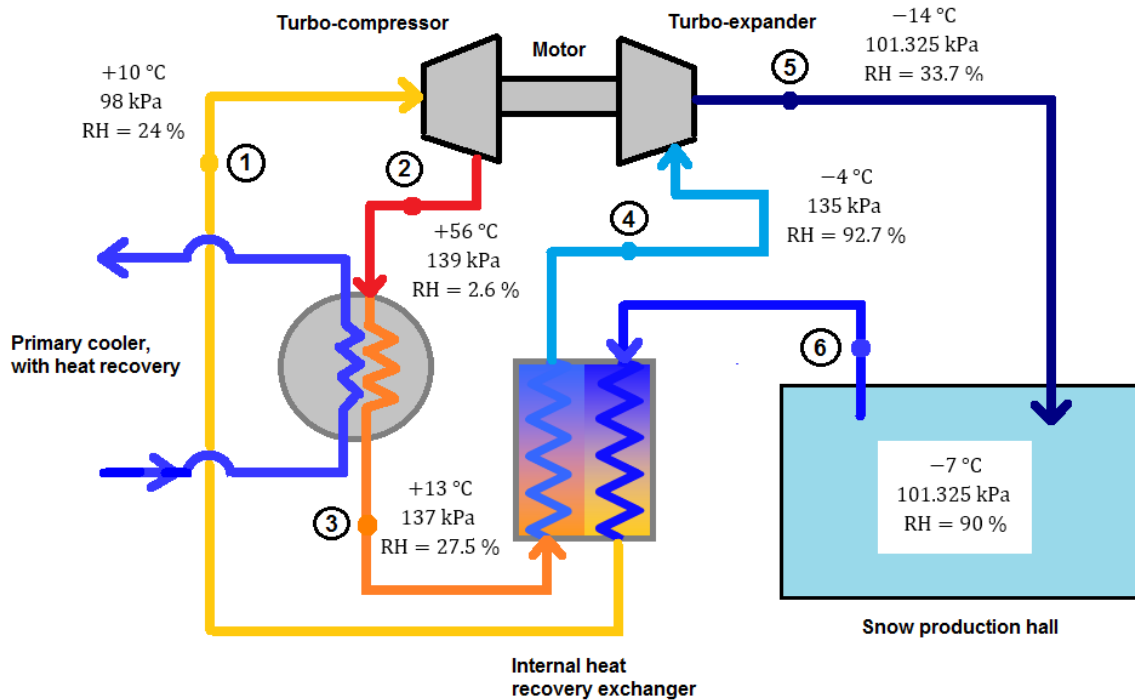 Turbo-compressor
Motor
Turbo-expander
−14 °C
101.325 kPa
RH = 33.7 %
+10 °C
98 kPa
RH = 24 %
5
1
2
4
−4 °C
135 kPa
RH = 92.7 %
+56 °C
139 kPa
RH = 2.6 %
Primary cooler,
with heat recovery
6
+13 °C
137 kPa
RH = 27.5 %
3
−7 °C
101.325 kPa
RH = 90 %
Snow production hall
Internal heat
recovery exchanger